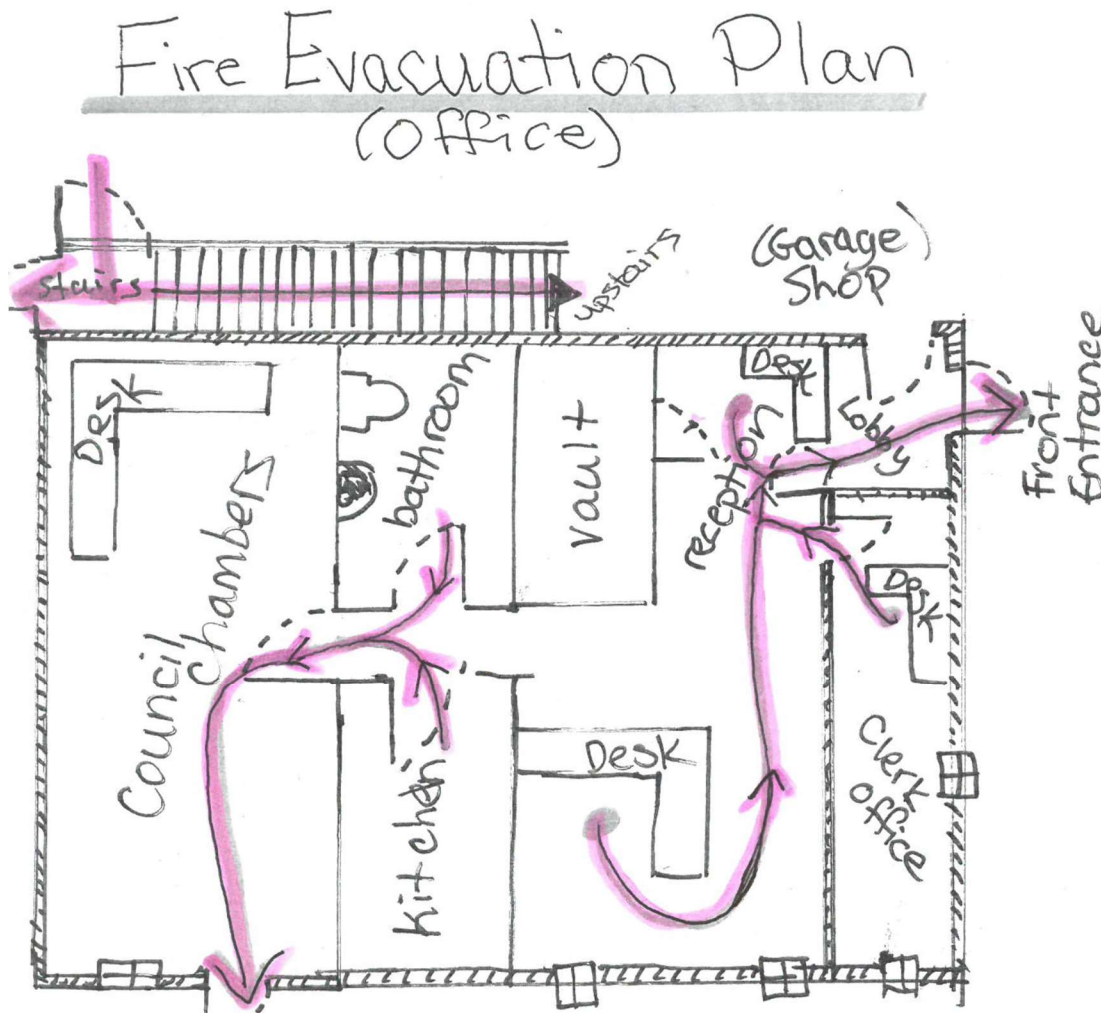 Fire Evacuation Plan
(Office)
Stairs
upstairs
(Garage)
Shop
Front
Entrance
Desk
bathroom
vault
Desk
reception
Lobby
Council
Chambers
Desk
Kitchen
Desk
Clerk
office